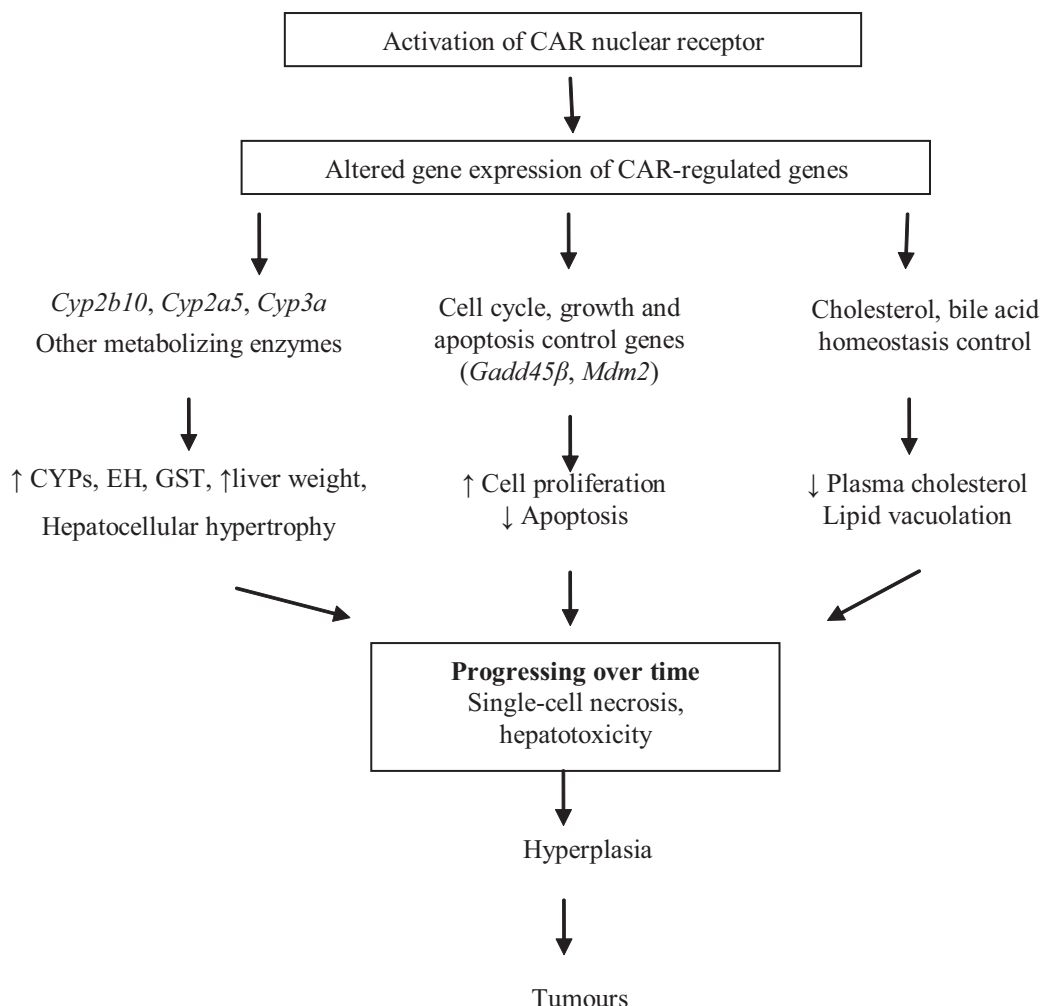 Activation of CAR nuclear receptor
Altered gene expression of CAR-regulated genes
Cyp2b10, Cyp2a5, Cyp3a
Other metabolizing enzymes
Cell cycle, growth and
apoptosis control genes
(Gadd45β, Mdm2)
Cholesterol, bile acid
homeostasis control
↑ CYPs, EH, GST, ↑liver weight,
Hepatocellular hypertrophy
↑ Cell proliferation
↓ Apoptosis
↓ Plasma cholesterol
Lipid vacuolation
Progressing over time
Single-cell necrosis,
hepatotoxicity
Hyperplasia
Tumours